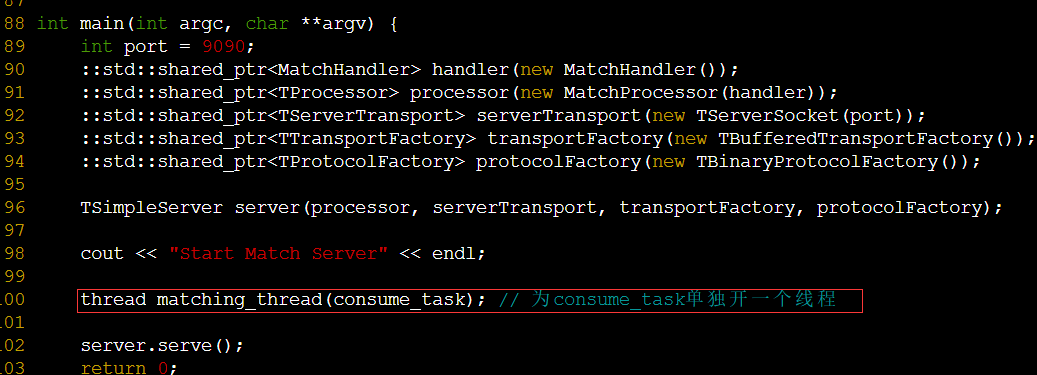 87
88 int main(int argc, char **argv) {
89     int port = 9090;
90     ::std::shared_ptr<MatchHandler> handler(new MatchHandler());
91     ::std::shared_ptr<TProcessor> processor(new MatchProcessor(handler));
92     ::std::shared_ptr<TServerTransport> serverTransport(new TServerSocket(port));
93     ::std::shared_ptr<TTransportFactory> transportFactory(new TBufferedTransportFactory());
94     ::std::shared_ptr<TProtocolFactory> protocolFactory(new TBinaryProtocolFactory());
95
96     TSimpleServer server(processor, serverTransport, transportFactory, protocolFactory);
97
98     cout << "Start Match Server" << endl;
99
100     thread matching_thread(consume_task); // 为consume_task单独开一个线程
101
102     server.serve();
103     return 0;